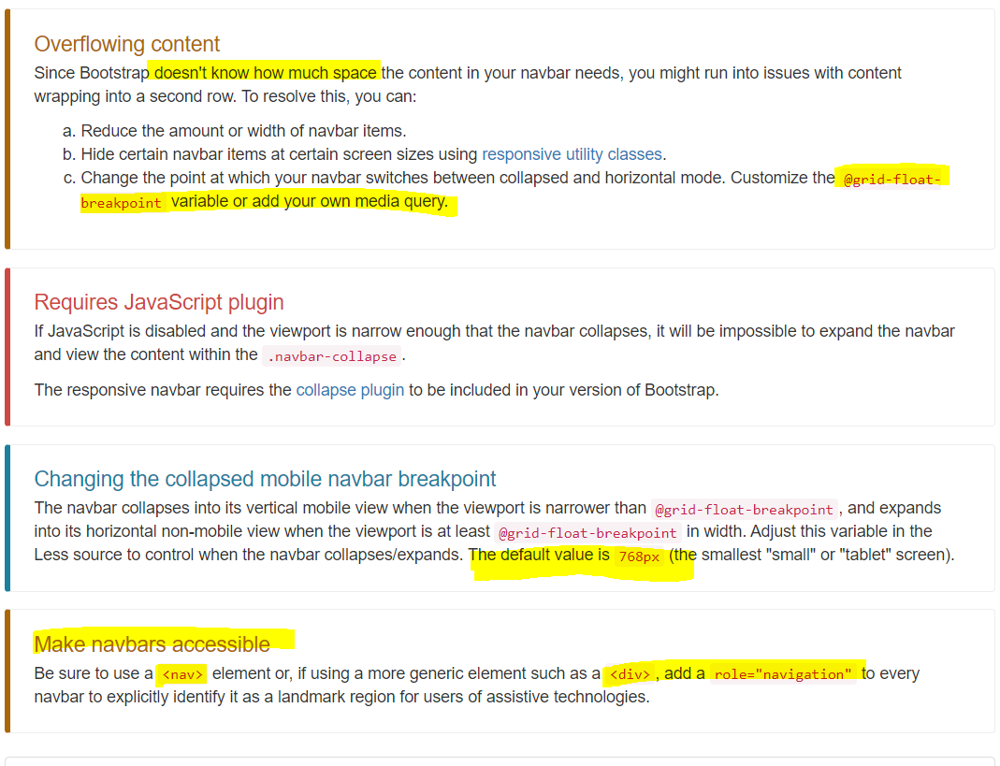 Overflowing content
Since Bootstrap doesn't know how much space the content in your navbar needs, you might run into issues with content
wrapping into a second row. To resolve this, you can:
a. Reduce the amount or width of navbar items.
b. Hide certain navbar items at certain screen sizes using responsive utility classes.
c. Change the point at which your navbar switches between collapsed and horizontal mode. Customize the @grid-float-
breakpoint variable or add your own media query.
Requires JavaScript plugin
If JavaScript is disabled and the viewport is narrow enough that the navbar collapses, it will be impossible to expand the navbar
and view the content within the .navbar-collapse.
The responsive navbar requires the collapse plugin to be included in your version of Bootstrap.
Changing the collapsed mobile navbar breakpoint
The navbar collapses into its vertical mobile view when the viewport is narrower than @grid-float-breakpoint, and expands
into its horizontal non-mobile view when the viewport is at least @grid-float-breakpoint in width. Adjust this variable in the
Less source to control when the navbar collapses/expands. The default value is 768px (the smallest "small" or "tablet" screen).
Make navbars accessible
Be sure to use a <nav> element or, if using a more generic element such as a <div>, add a role="navigation" to every
navbar to explicitly identify it as a landmark region for users of assistive technologies.